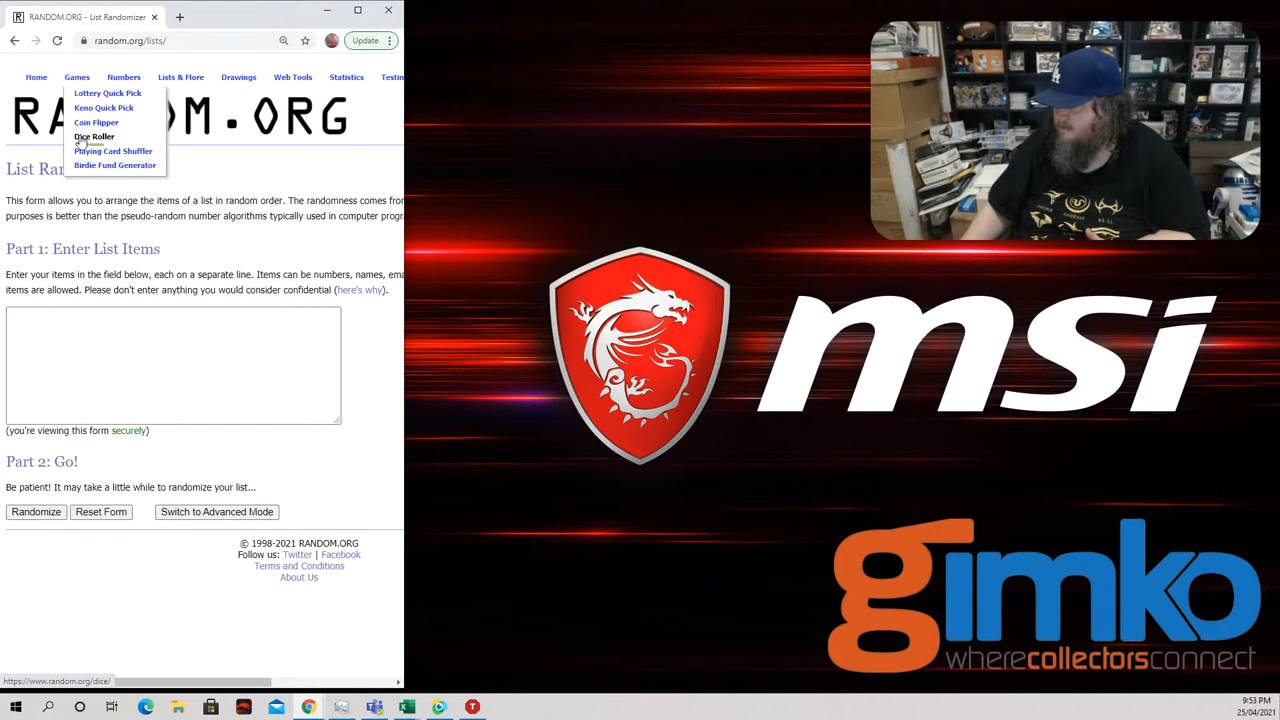 RANDOM.ORG - List Randomizer
random.org/lists/
Update
Home Games Numbers Lists & More Drawings Web Tools Statistics Testim
Lottery Quick Pick
Keno Quick Pick
Coin Flipper
Dice Roller
Playing Card Shuffler
Birdie Fund Generator
RANDOM.ORG
List Ra
This form allows you to arrange the items of a list in random order. The randomness comes from
purposes is better than the pseudo-random number algorithms typically used in computer progr
Part 1: Enter List Items
Enter your items in the field below, each on a separate line. Items can be numbers, names, ema
items are allowed. Please don't enter anything you would consider confidential (here's why).
(you're viewing this form securely)
Part 2: Go!
Be patient! It may take a little while to randomize your list...
Randomize Reset Form Switch to Advanced Mode
© 1998-2021 RANDOM.ORG
Follow us: Twitter | Facebook
Terms and Conditions
About Us
https://www.random.org/dice/
msi
gimko
wherecollectorsconnect
9:53 PM
25/04/2021